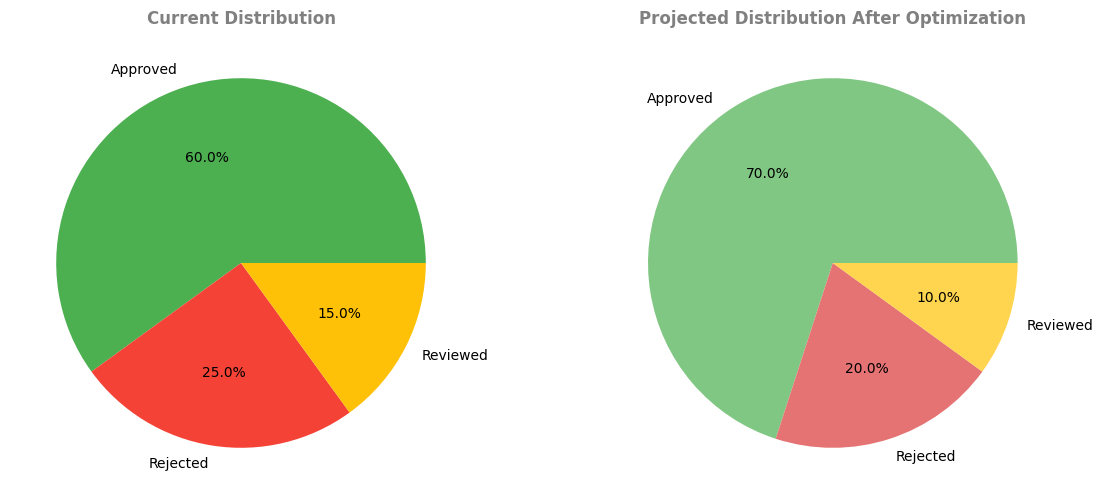 Current Distribution
Approved
60.0%
15.0%
Reviewed
25.0%
Rejected
Projected Distribution After Optimization
Approved
70.0%
10.0%
Reviewed
20.0%
Rejected